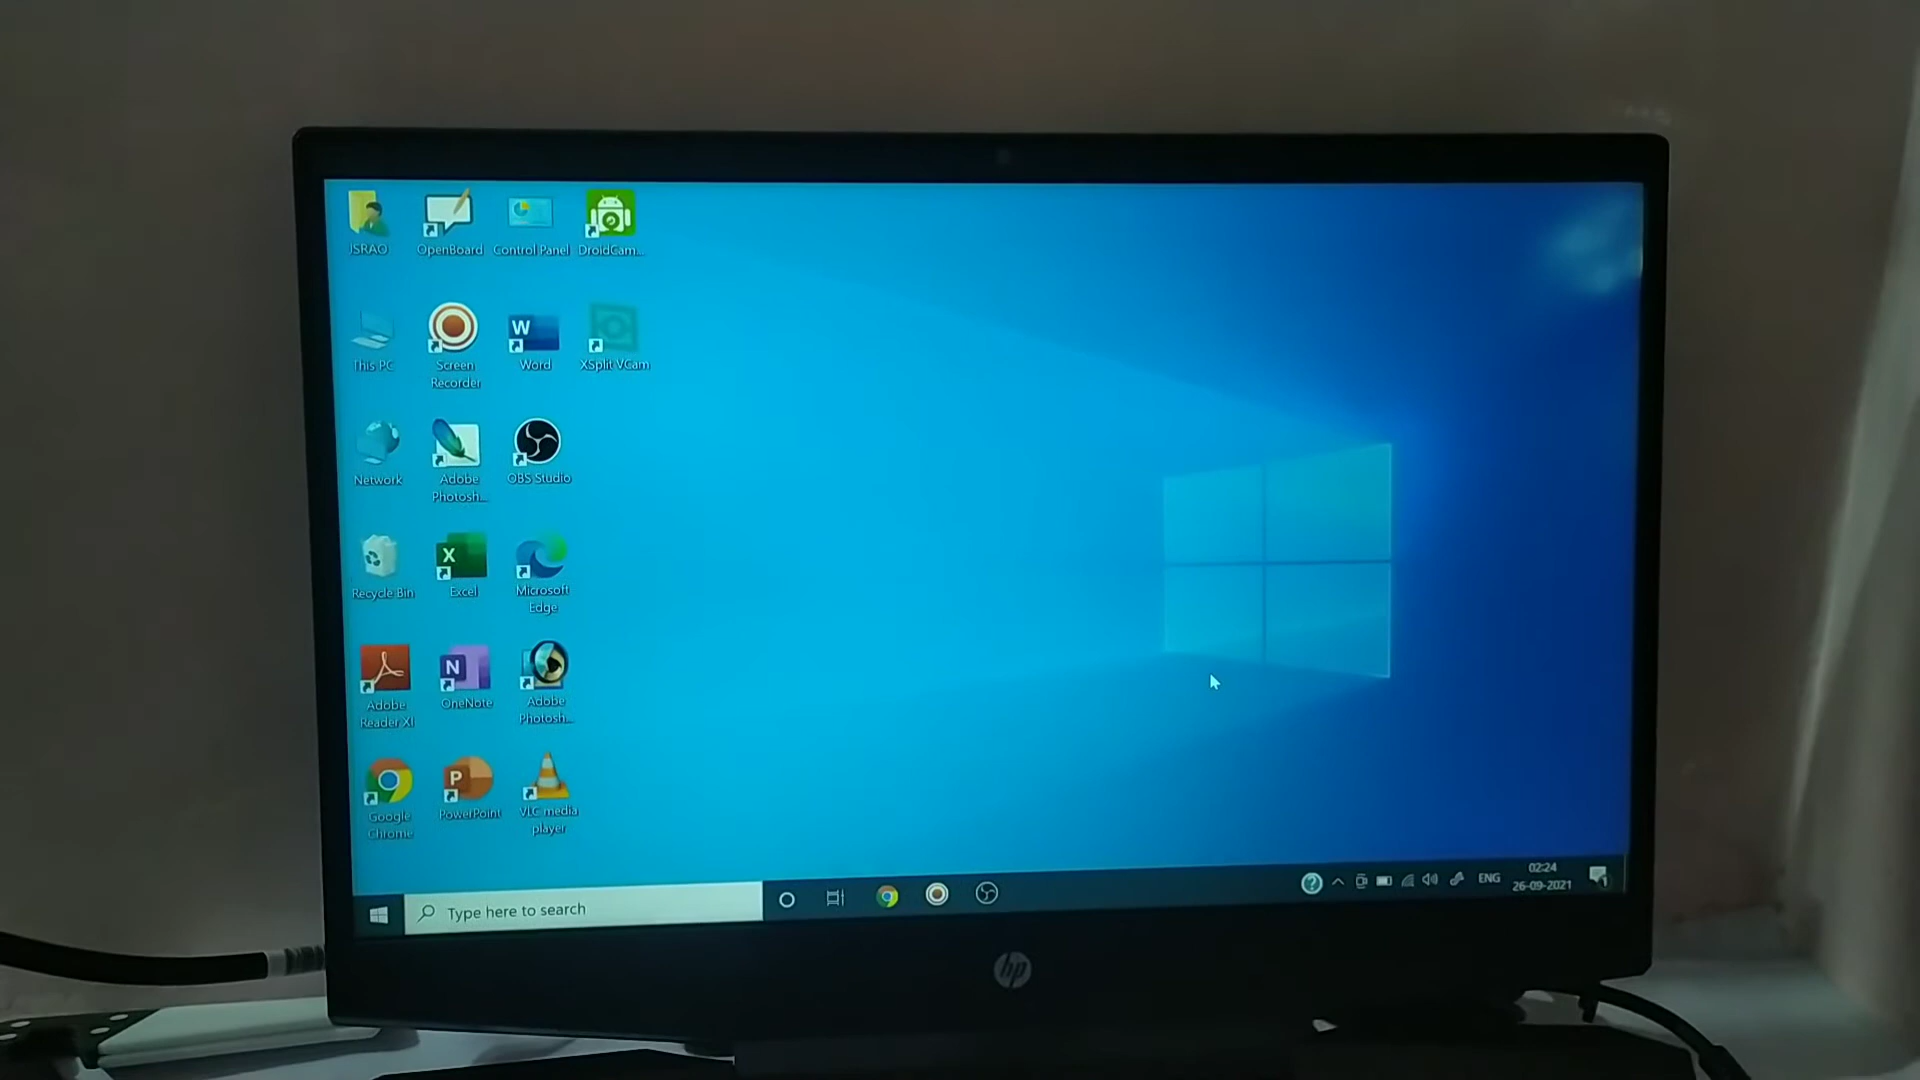 JSRAO
OpenBoard
Control Panel
DroidCam...
This PC
Screen
Recorder
Word
XSplit VCam
Network
Adobe
Photosh...
OBS Studio
Recycle Bin
Excel
Microsoft
Edge
Adobe
Reader XI
OneNote
Adobe
Photosh...
Google
Chrome
PowerPoint
VLC media
player
Type here to search
ENG
02:24
26-09-2021
hp